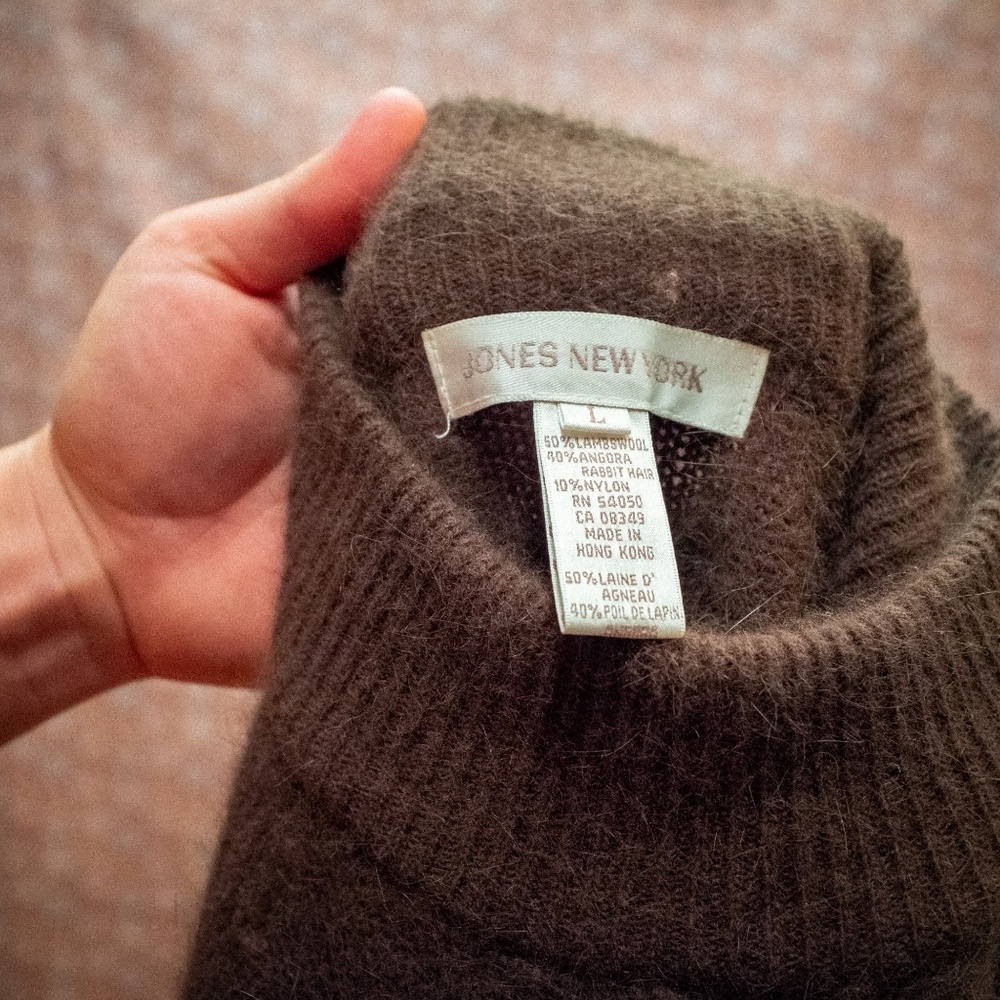 JONES NEW YORK
L
50%LAMBSWOOL
40%ANGORA
RABBIT HAIR
10%NYLON
RN 54050
CA 08349
MADE IN
HONG KONG
50%LAINE D'
AGNEAU
40%POIL DE LAPIN